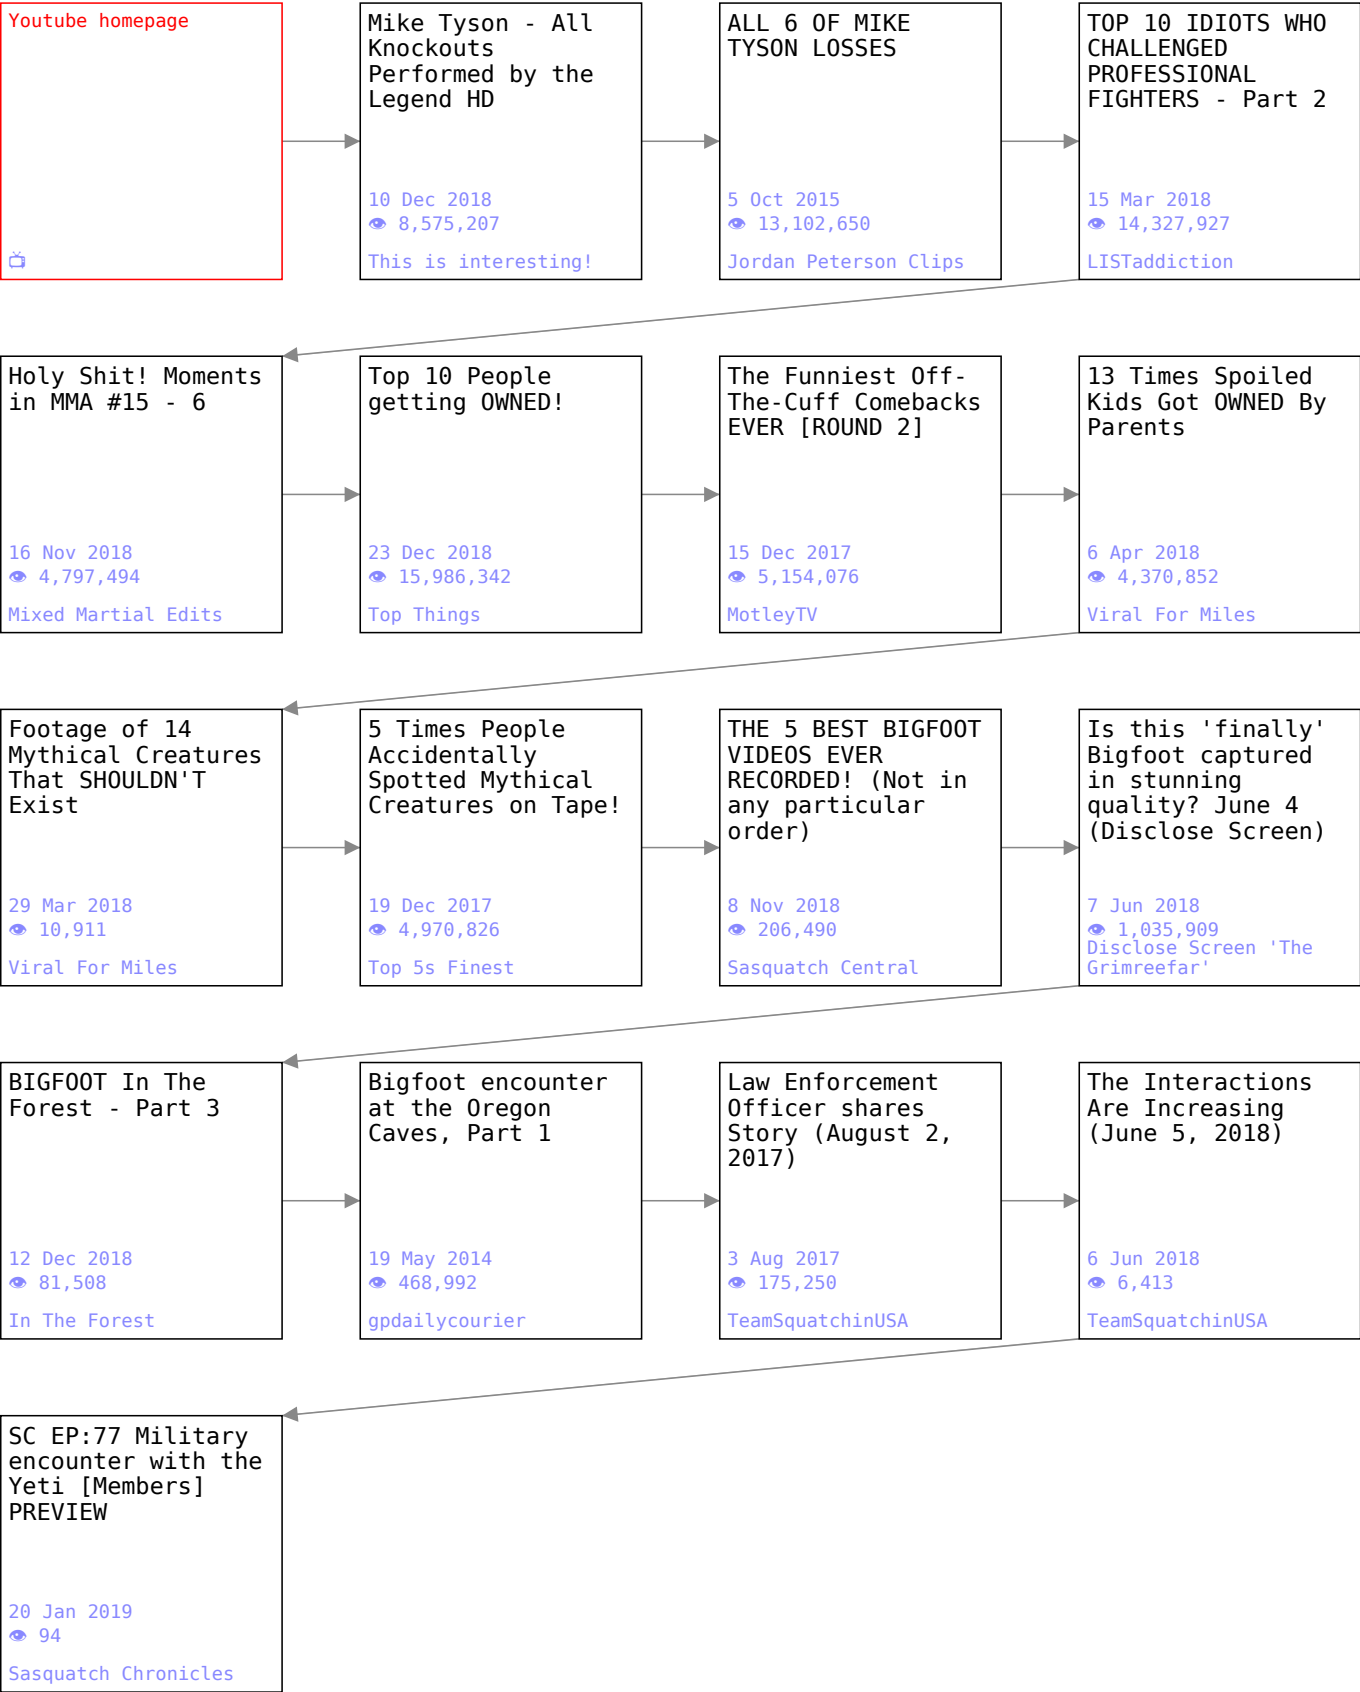 Youtube homepage
📺
Mike Tyson - All
Knockouts
Performed by the
Legend HD
10 Dec 2018
👁 8,575,207
This is interesting!
ALL 6 OF MIKE
TYSON LOSSES
5 Oct 2015
👁 13,102,650
Jordan Peterson Clips
TOP 10 IDIOTS WHO
CHALLENGED
PROFESSIONAL
FIGHTERS - Part 2
15 Mar 2018
👁 14,327,927
LISTaddiction
Holy Shit! Moments
in MMA #15 - 6
16 Nov 2018
👁 4,797,494
Mixed Martial Edits
Top 10 People
getting OWNED!
23 Dec 2018
👁 15,986,342
Top Things
The Funniest Off-
The-Cuff Comebacks
EVER [ROUND 2]
15 Dec 2017
👁 5,154,076
MotleyTV
13 Times Spoiled
Kids Got OWNED By
Parents
6 Apr 2018
👁 4,370,852
Viral For Miles
Footage of 14
Mythical Creatures
That SHOULDN'T
Exist
29 Mar 2018
👁 10,911
Viral For Miles
5 Times People
Accidentally
Spotted Mythical
Creatures on Tape!
19 Dec 2017
👁 4,970,826
Top 5s Finest
THE 5 BEST BIGFOOT
VIDEOS EVER
RECORDED! (Not in
any particular
order)
8 Nov 2018
👁 206,490
Sasquatch Central
Is this 'finally'
Bigfoot captured
in stunning
quality? June 4
(Disclose Screen)
7 Jun 2018
👁 1,035,909
Disclose Screen 'The
Grimreefar'
BIGFOOT In The
Forest - Part 3
12 Dec 2018
👁 81,508
In The Forest
Bigfoot encounter
at the Oregon
Caves, Part 1
19 May 2014
👁 468,992
gpdailycourier
Law Enforcement
Officer shares
Story (August 2,
2017)
3 Aug 2017
👁 175,250
TeamSquatchinUSA
The Interactions
Are Increasing
(June 5, 2018)
6 Jun 2018
👁 6,413
TeamSquatchinUSA
SC EP:77 Military
encounter with the
Yeti [Members]
PREVIEW
20 Jan 2019
👁 94
Sasquatch Chronicles